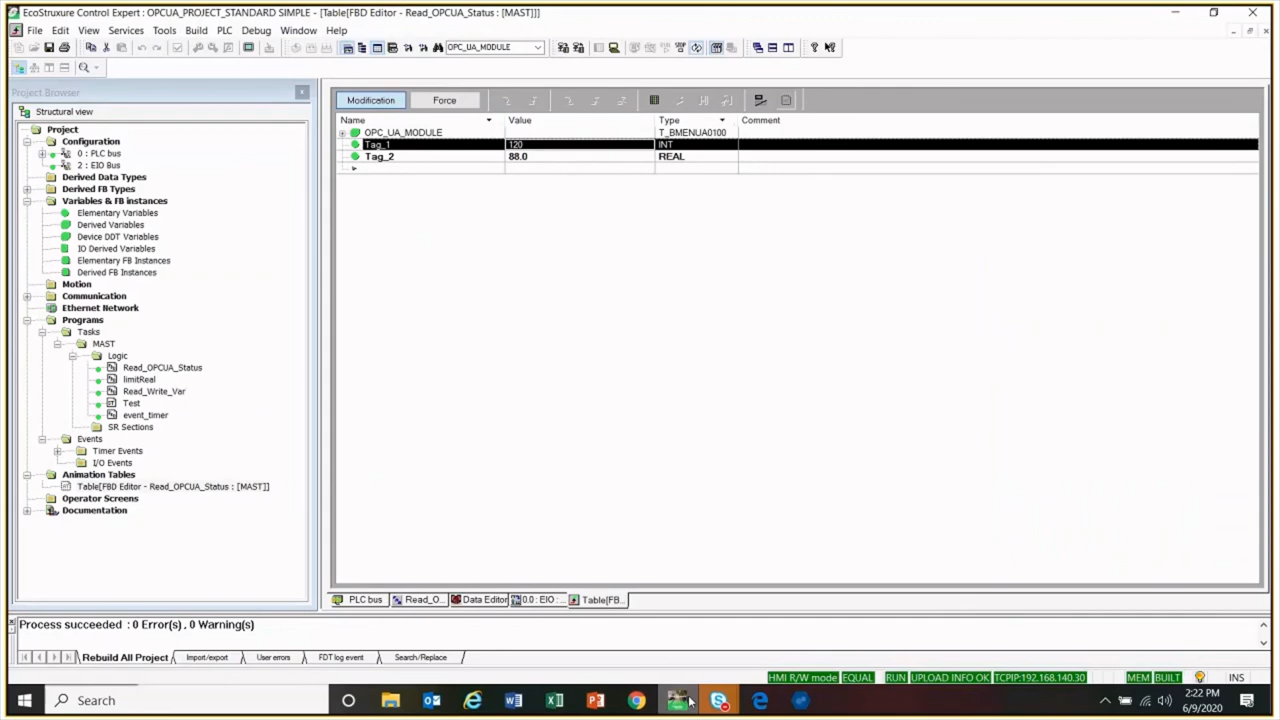 EcoStruxure Control Expert : OPCUA_PROJECT_STANDARD SIMPLE - [Table[FBD Editor - Read_OPCUA_Status : [MAST]]]
File Edit View Services Tools Build PLC Debug Window Help
OPC_UA_MODULE
Project Browser
Structural view
Project
Configuration
0 : PLC bus
2 : EIO Bus
Derived Data Types
Derived FB Types
Variables & FB instances
Elementary Variables
Derived Variables
Device DDT Variables
IO Derived Variables
Elementary FB Instances
Derived FB Instances
Motion
Communication
Ethernet Network
Programs
Tasks
MAST
Logic
Read_OPCUA_Status
limitReal
Read_Write_Var
Test
event_timer
SR Sections
Events
Timer Events
I/O Events
Animation Tables
Table[FBD Editor - Read_OPCUA_Status : [MAST]]
Operator Screens
Documentation
Modification Force
Name Value Type Comment
OPC_UA_MODULE T_BMENUA0100
Tag_1 120 INT
Tag_2 88.0 REAL
PLC bus Read_O... Data Editor 0.0 : EIO : ... Table[FB...
Process succeeded : 0 Error(s) , 0 Warning(s)
Rebuild All Project Import/export User errors FDT log event Search/Replace
HMI R/W mode EQUAL RUN UPLOAD INFO OK TCPIP:192.168.140.30 MEM BUILT INS
Search
2:22 PM
6/9/2020